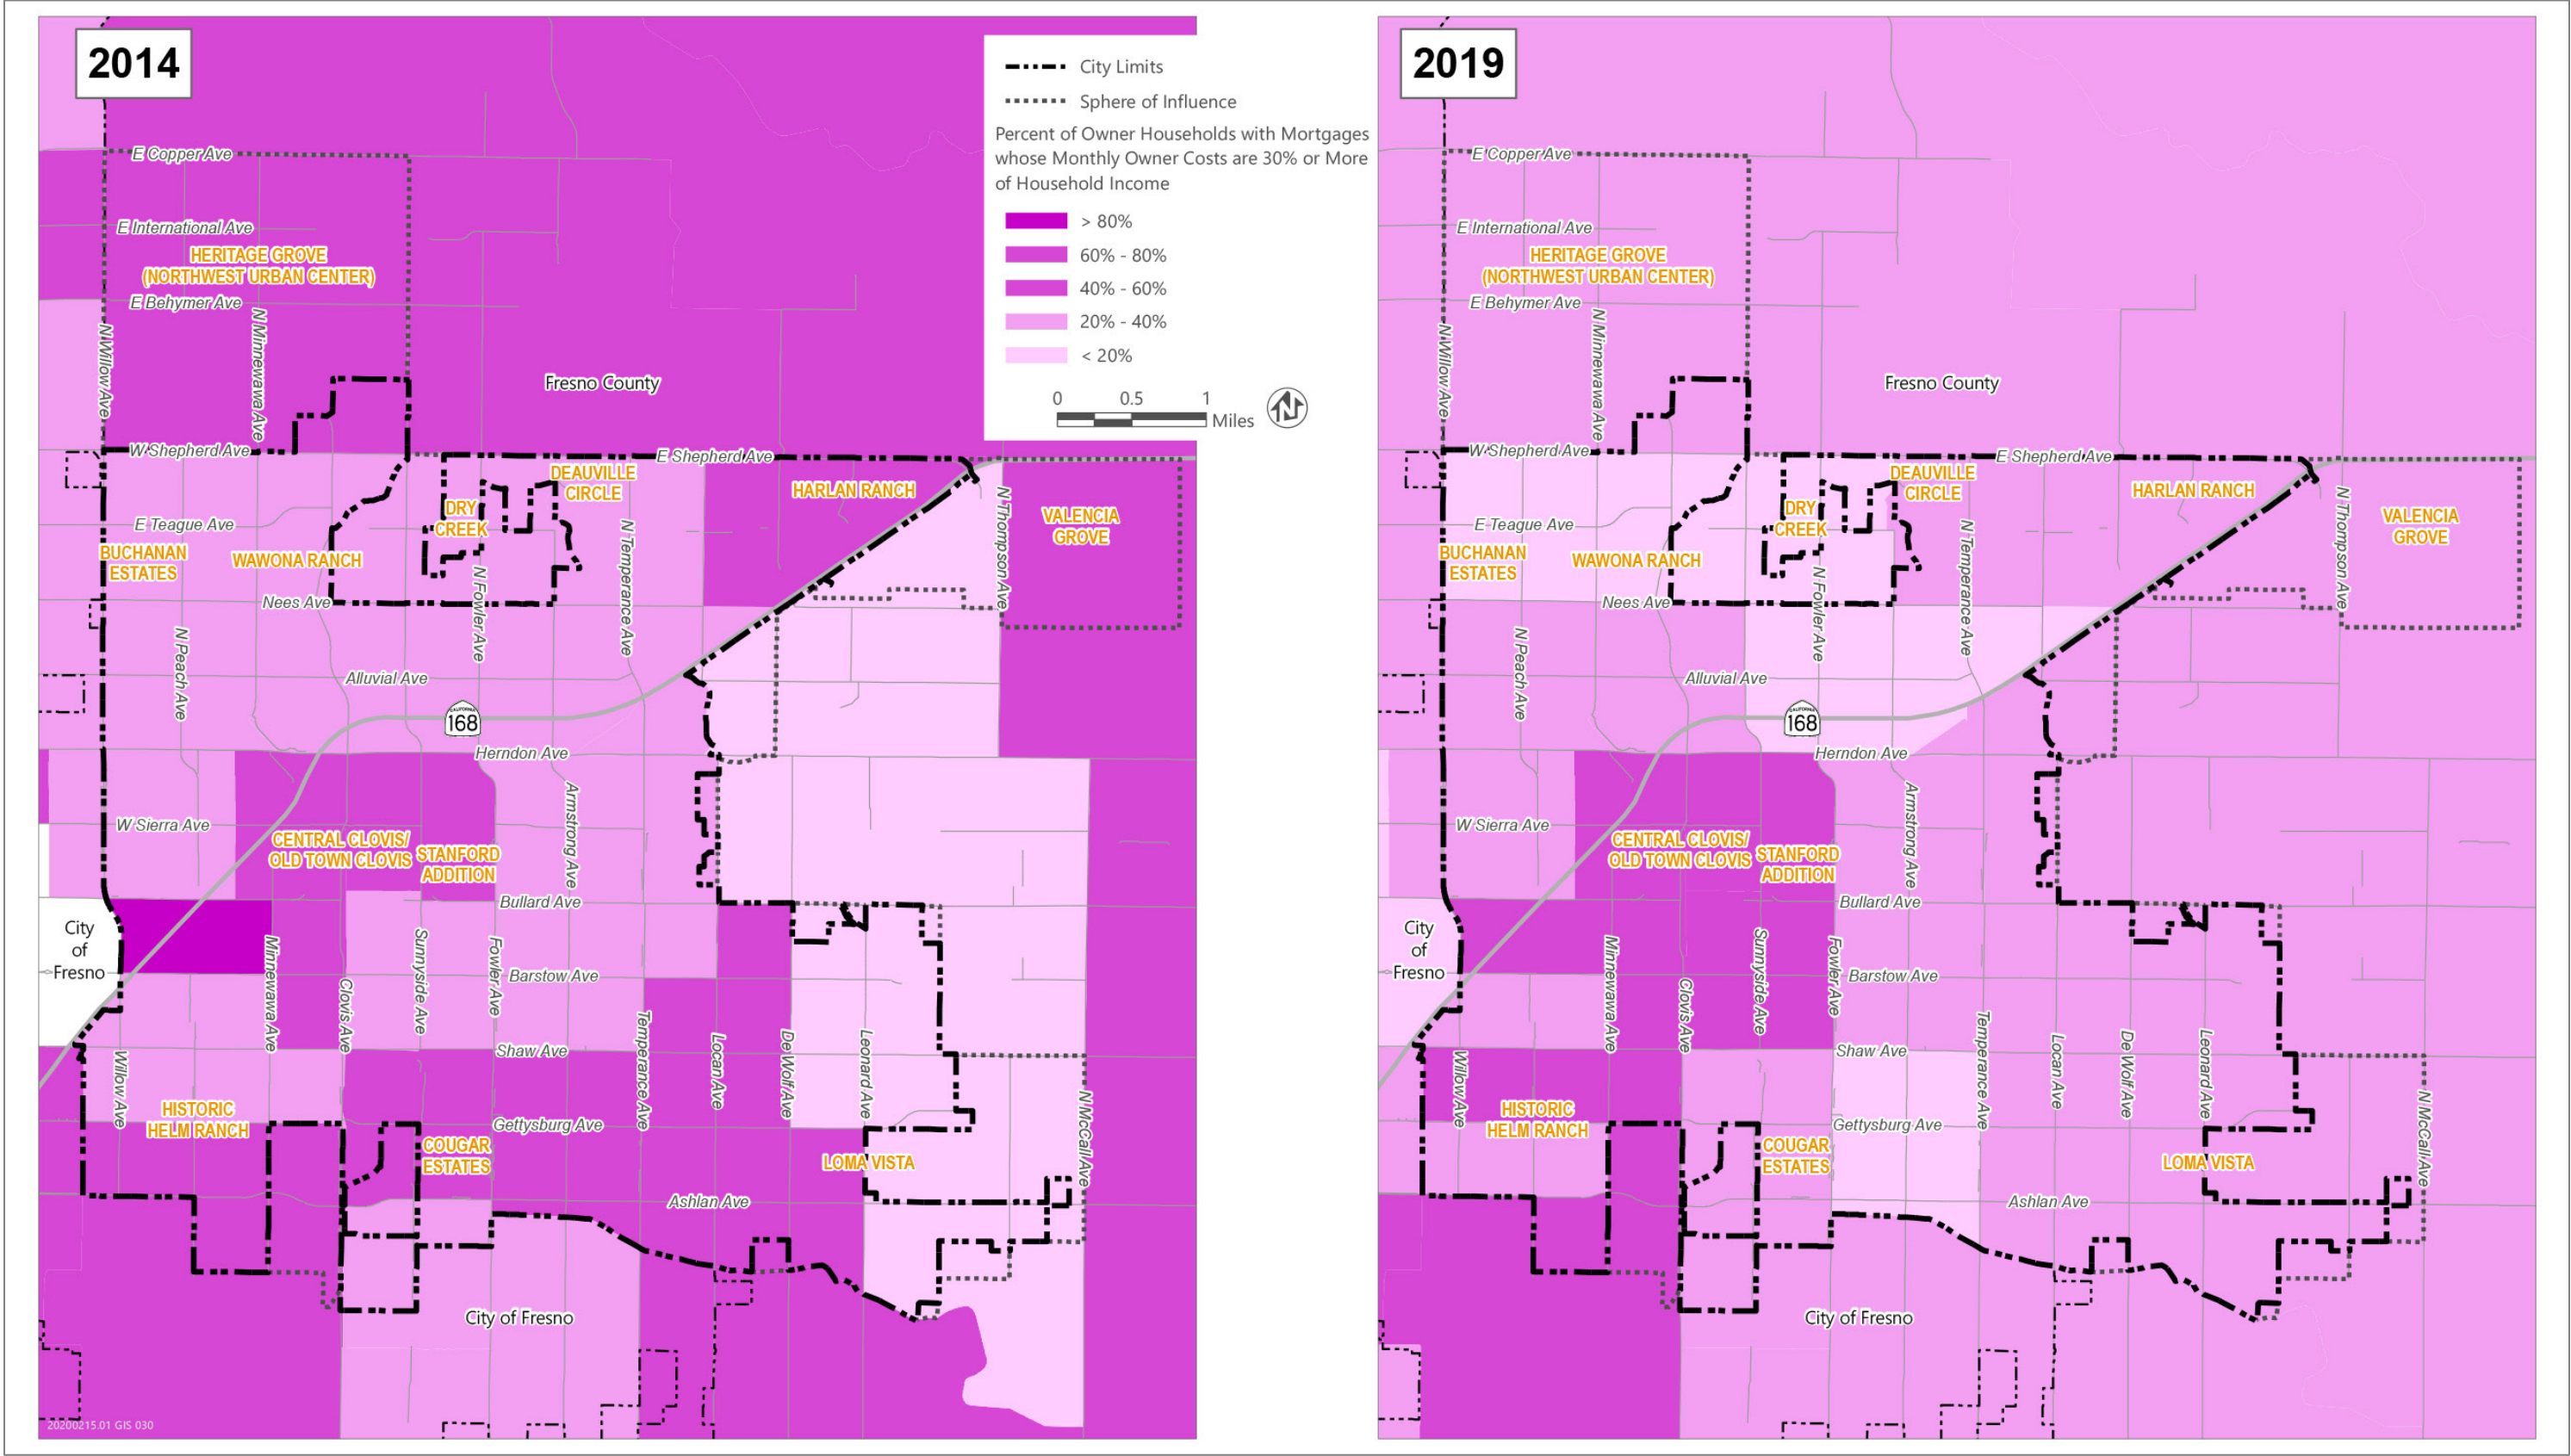 2014
E Copper Ave
E International Ave
HERITAGE GROVE
(NORTHWEST URBAN CENTER)
E Behymer Ave
N Willow Ave
N Minnewawa Ave
Fresno County
W Shepherd Ave
E Shepherd Ave
DEAUVILLE
CIRCLE
HARLAN RANCH
DRY
CREEK
E Teague Ave
N Temperance Ave
N Thompson Ave
VALENCIA
GROVE
BUCHANAN
ESTATES
WAWONA RANCH
N Fowler Ave
Nees Ave
N Peach Ave
Alluvial Ave
CALIFORNIA
168
Herndon Ave
Armstrong Ave
W Sierra Ave
CENTRAL CLOVIS/
OLD TOWN CLOVIS
STANFORD
ADDITION
Bullard Ave
City
of
Fresno
Minnewawa Ave
Clovis Ave
Sunnyside Ave
Fowler Ave
Barstow Ave
Temperance Ave
Locan Ave
De Wolf Ave
Leonard Ave
Shaw Ave
Willow Ave
HISTORIC
HELM RANCH
Gettysburg Ave
COUGAR
ESTATES
LOMA VISTA
N McCall Ave
Ashlan Ave
City of Fresno
20200215.01 GIS 030
City Limits
Sphere of Influence
Percent of Owner Households with Mortgages
whose Monthly Owner Costs are 30% or More
of Household Income
> 80%
60% - 80%
40% - 60%
20% - 40%
< 20%
0 0.5 1
Miles
N
2019
E Copper Ave
E International Ave
HERITAGE GROVE
(NORTHWEST URBAN CENTER)
E Behymer Ave
N Willow Ave
N Minnewawa Ave
Fresno County
W Shepherd Ave
E Shepherd Ave
DEAUVILLE
CIRCLE
HARLAN RANCH
DRY
CREEK
E Teague Ave
N Temperance Ave
N Thompson Ave
VALENCIA
GROVE
BUCHANAN
ESTATES
WAWONA RANCH
N Fowler Ave
Nees Ave
N Peach Ave
Alluvial Ave
CALIFORNIA
168
Herndon Ave
Armstrong Ave
W Sierra Ave
CENTRAL CLOVIS/
OLD TOWN CLOVIS
STANFORD
ADDITION
Bullard Ave
City
of
Fresno
Minnewawa Ave
Clovis Ave
Sunnyside Ave
Fowler Ave
Barstow Ave
Temperance Ave
Locan Ave
De Wolf Ave
Leonard Ave
Shaw Ave
Willow Ave
HISTORIC
HELM RANCH
Gettysburg Ave
COUGAR
ESTATES
LOMA VISTA
N McCall Ave
Ashlan Ave
City of Fresno